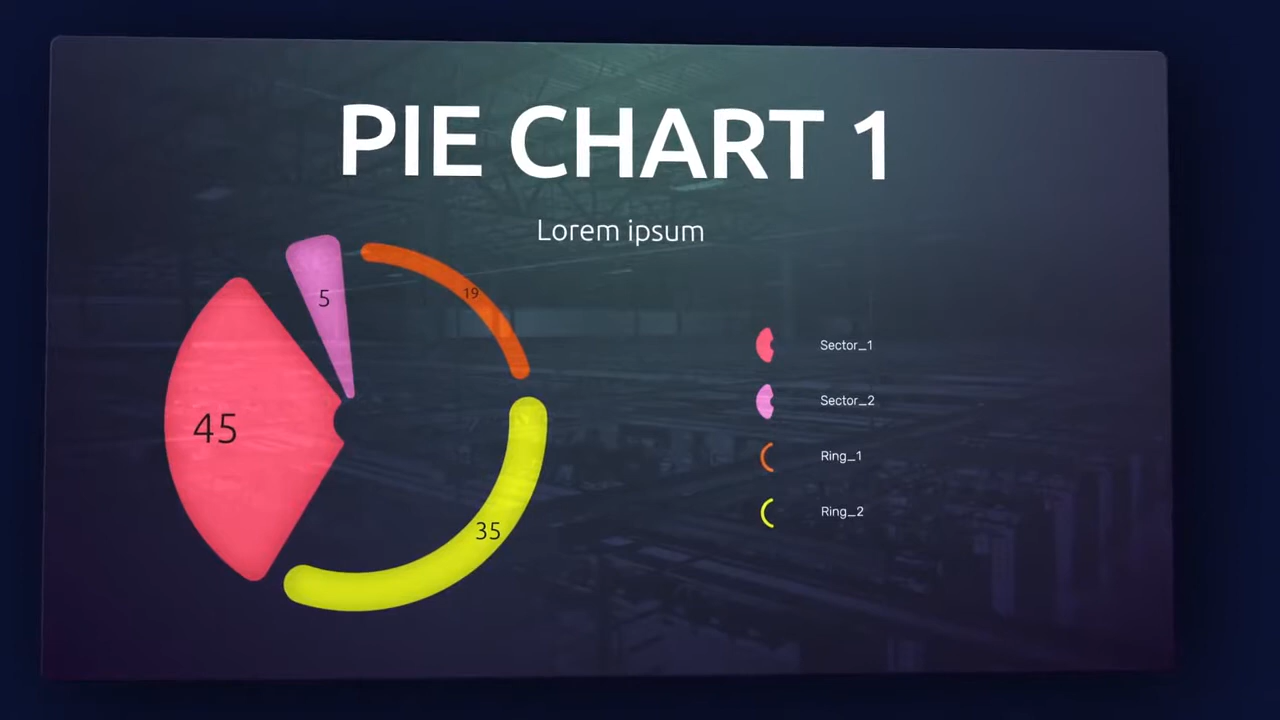 PIE CHART 1
Lorem ipsum
5
19
45
35
Sector_1
Sector_2
Ring_1
Ring_2